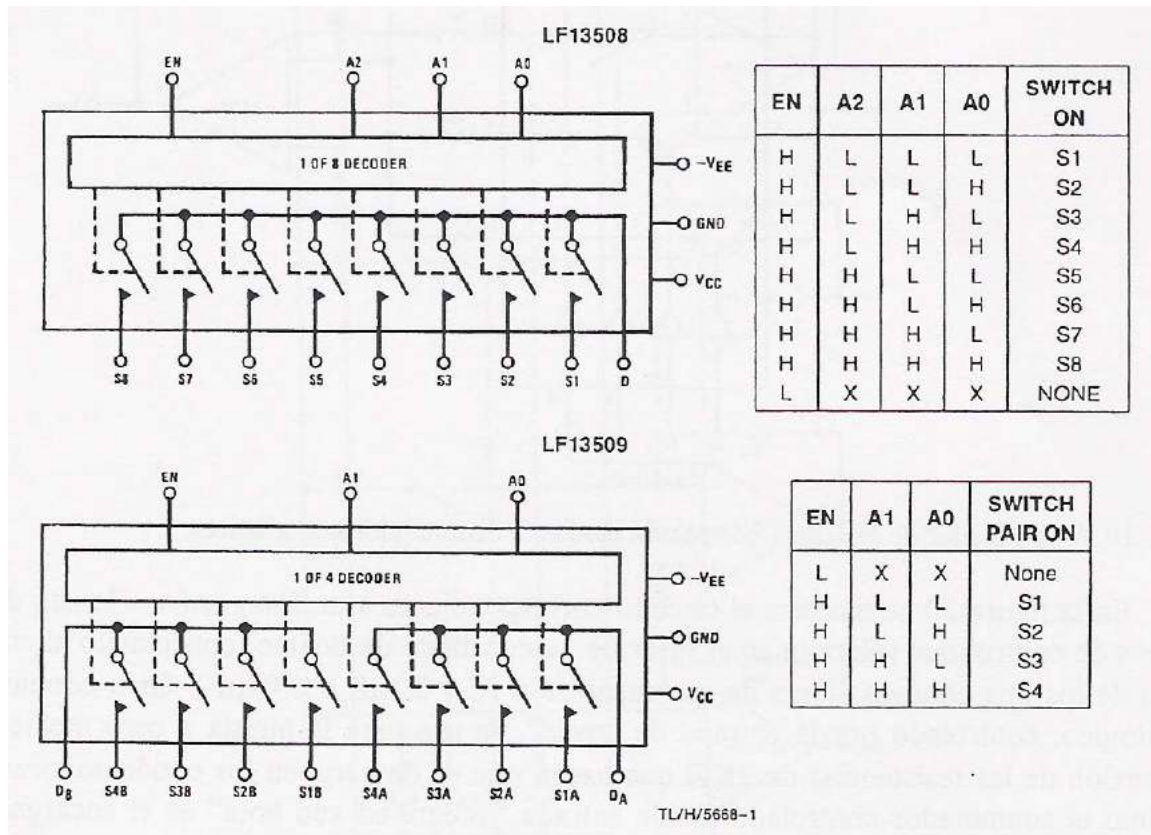 LF13508
EN A2 A1 A0
1 OF 8 DECODER
-VEE
GND
VCC
S8 S7 S6 S5 S4 S3 S2 S1 D
EN A2 A1 A0 SWITCH ON
H L L L S1
H L L H S2
H L H L S3
H L H H S4
H H L L S5
H H L H S6
H H H L S7
H H H H S8
L X X X NONE
LF13509
EN A1 A0
1 OF 4 DECODER
-VEE
GND
VCC
DB S4B S3B S2B S1B S4A S3A S2A S1A DA
EN A1 A0 SWITCH PAIR ON
L X X None
H L L S1
H L H S2
H H L S3
H H H S4
TL/H/5668-1